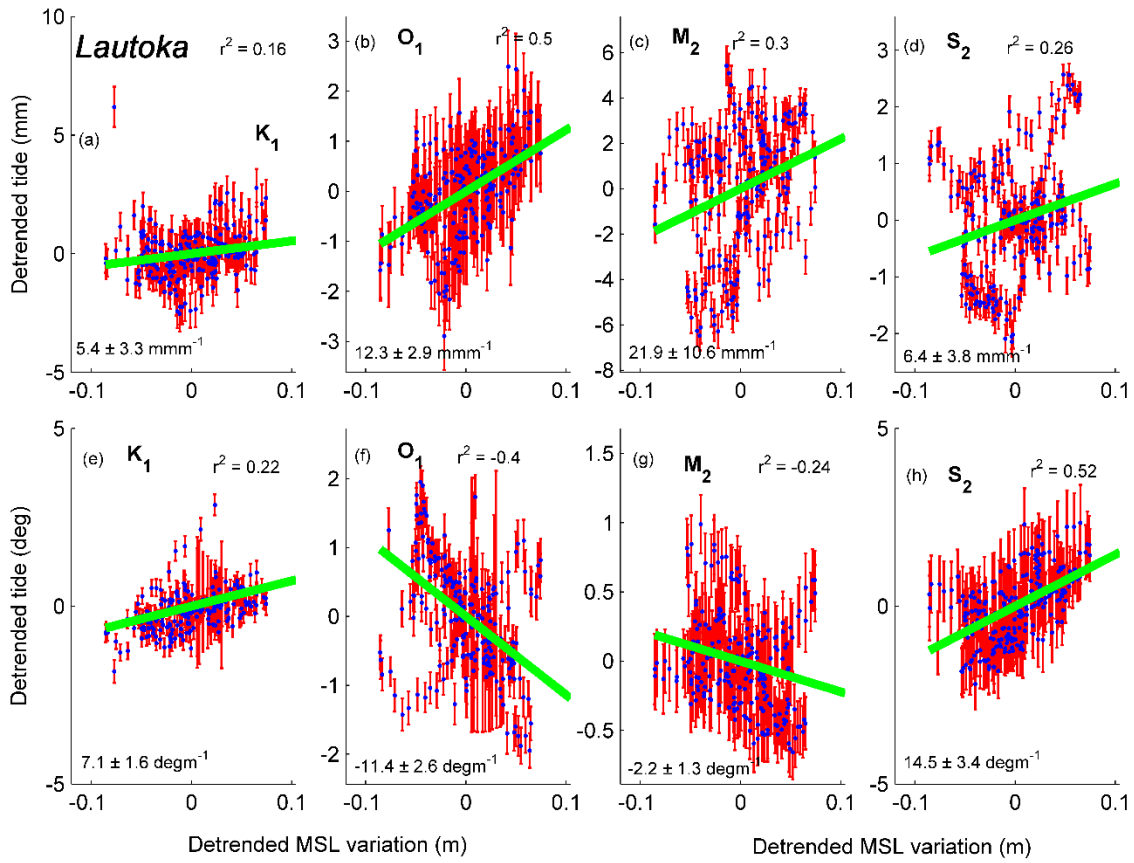 Lautoka
(a)
r² = 0.16
K₁
5.4 ± 3.3 mmm⁻¹
10
5
0
-5
-0.1
0
0.1
Detrended tide (mm)
(b)
O₁
r² = 0.5
12.3 ± 2.9 mmm⁻¹
3
2
1
0
-1
-2
-3
-0.1
0
0.1
(c)
M₂
r² = 0.3
21.9 ± 10.6 mmm⁻¹
6
4
2
0
-2
-4
-6
-8
-0.1
0
0.1
(d)
S₂
r² = 0.26
6.4 ± 3.8 mmm⁻¹
2
1
0
-1
-2
-0.1
0
0.1
(e)
K₁
r² = 0.22
7.1 ± 1.6 degm⁻¹
5
0
-5
-0.1
0
0.1
Detrended tide (deg)
(f)
O₁
r² = -0.4
-11.4 ± 2.6 degm⁻¹
2
1
0
-1
-2
-0.1
0
0.1
(g)
M₂
r² = -0.24
-2.2 ± 1.3 degm⁻¹
1.5
1
0.5
0
-0.5
-0.1
0
0.1
(h)
S₂
r² = 0.52
14.5 ± 3.4 degm⁻¹
5
0
-5
-0.1
0
0.1
Detrended MSL variation (m)
Detrended MSL variation (m)